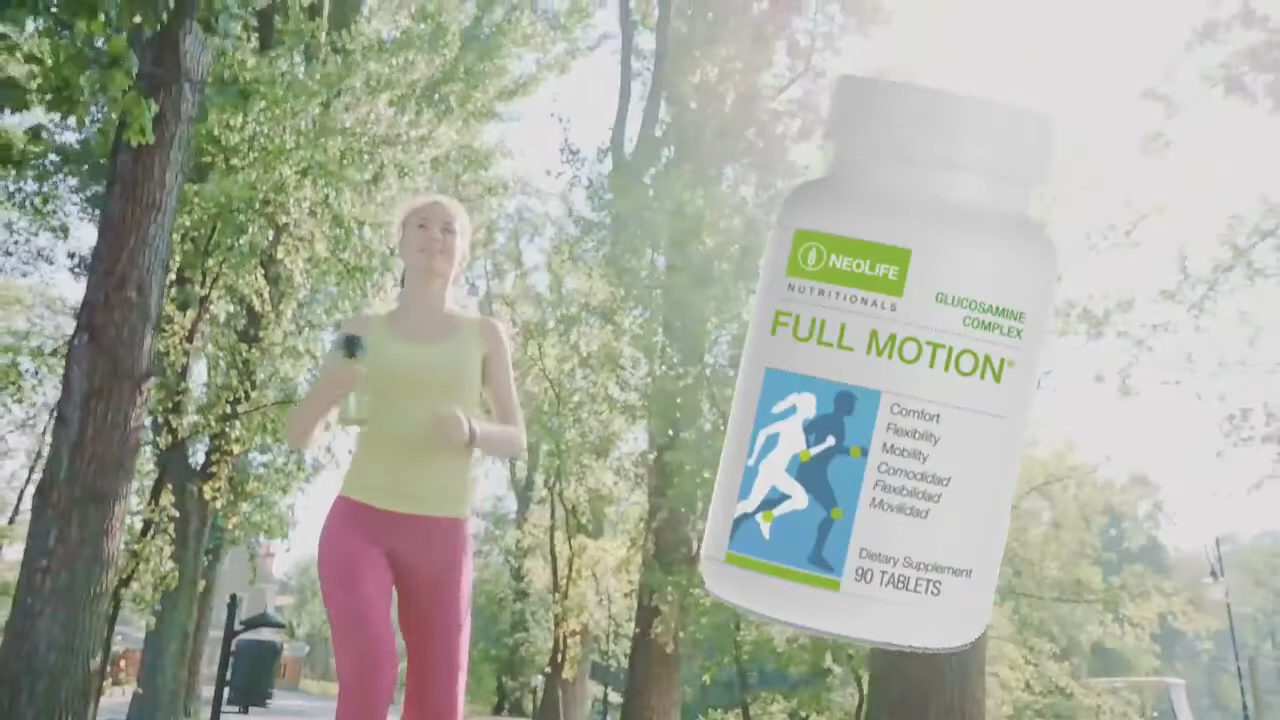 NEOLIFE
NUTRITIONALS
GLUCOSAMINE
COMPLEX
FULL MOTION®
Comfort
Flexibility
Mobility
Comodidad
Flexibilidad
Movilidad
Dietary Supplement
90 TABLETS